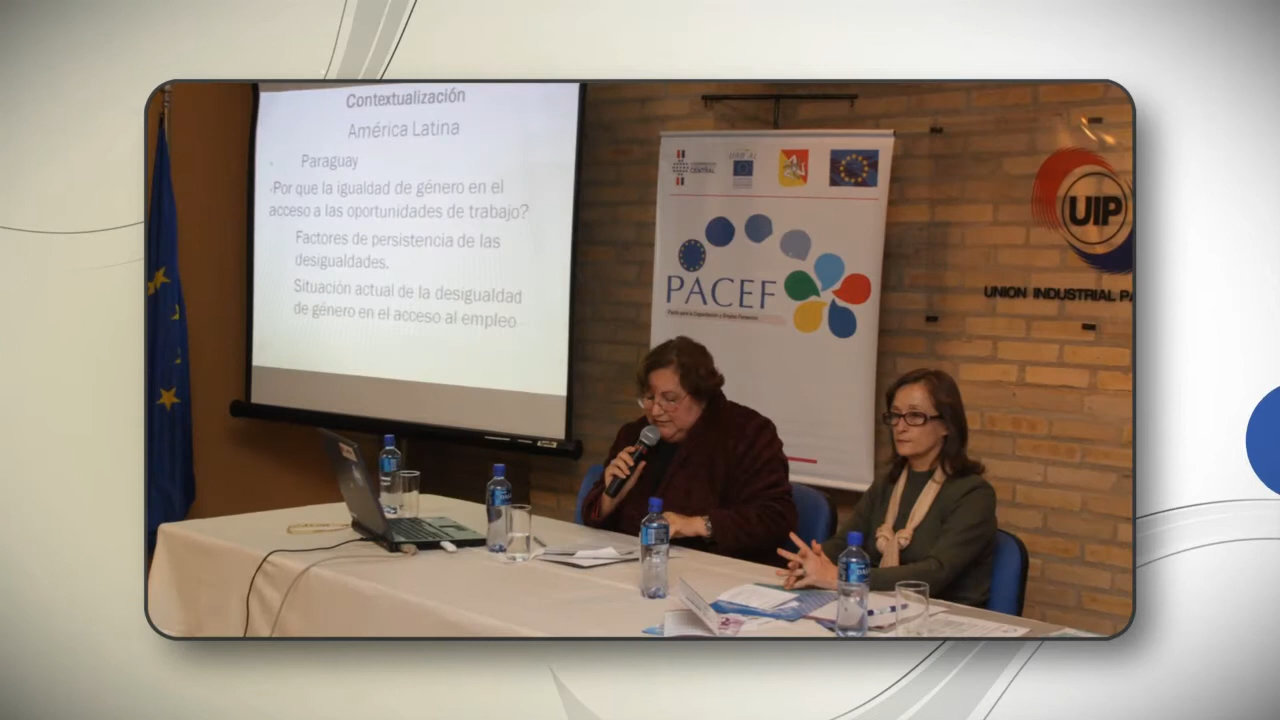 Contextualización
América Latina
Paraguay
-Por que la igualdad de género en el
acceso a las oportunidades de trabajo?
Factores de persistencia de las
desigualdades.
Situación actual de la desigualdad
de género en el acceso al empleo
CENTRAL
PACEF
UIP
UNION INDUSTRIAL PA